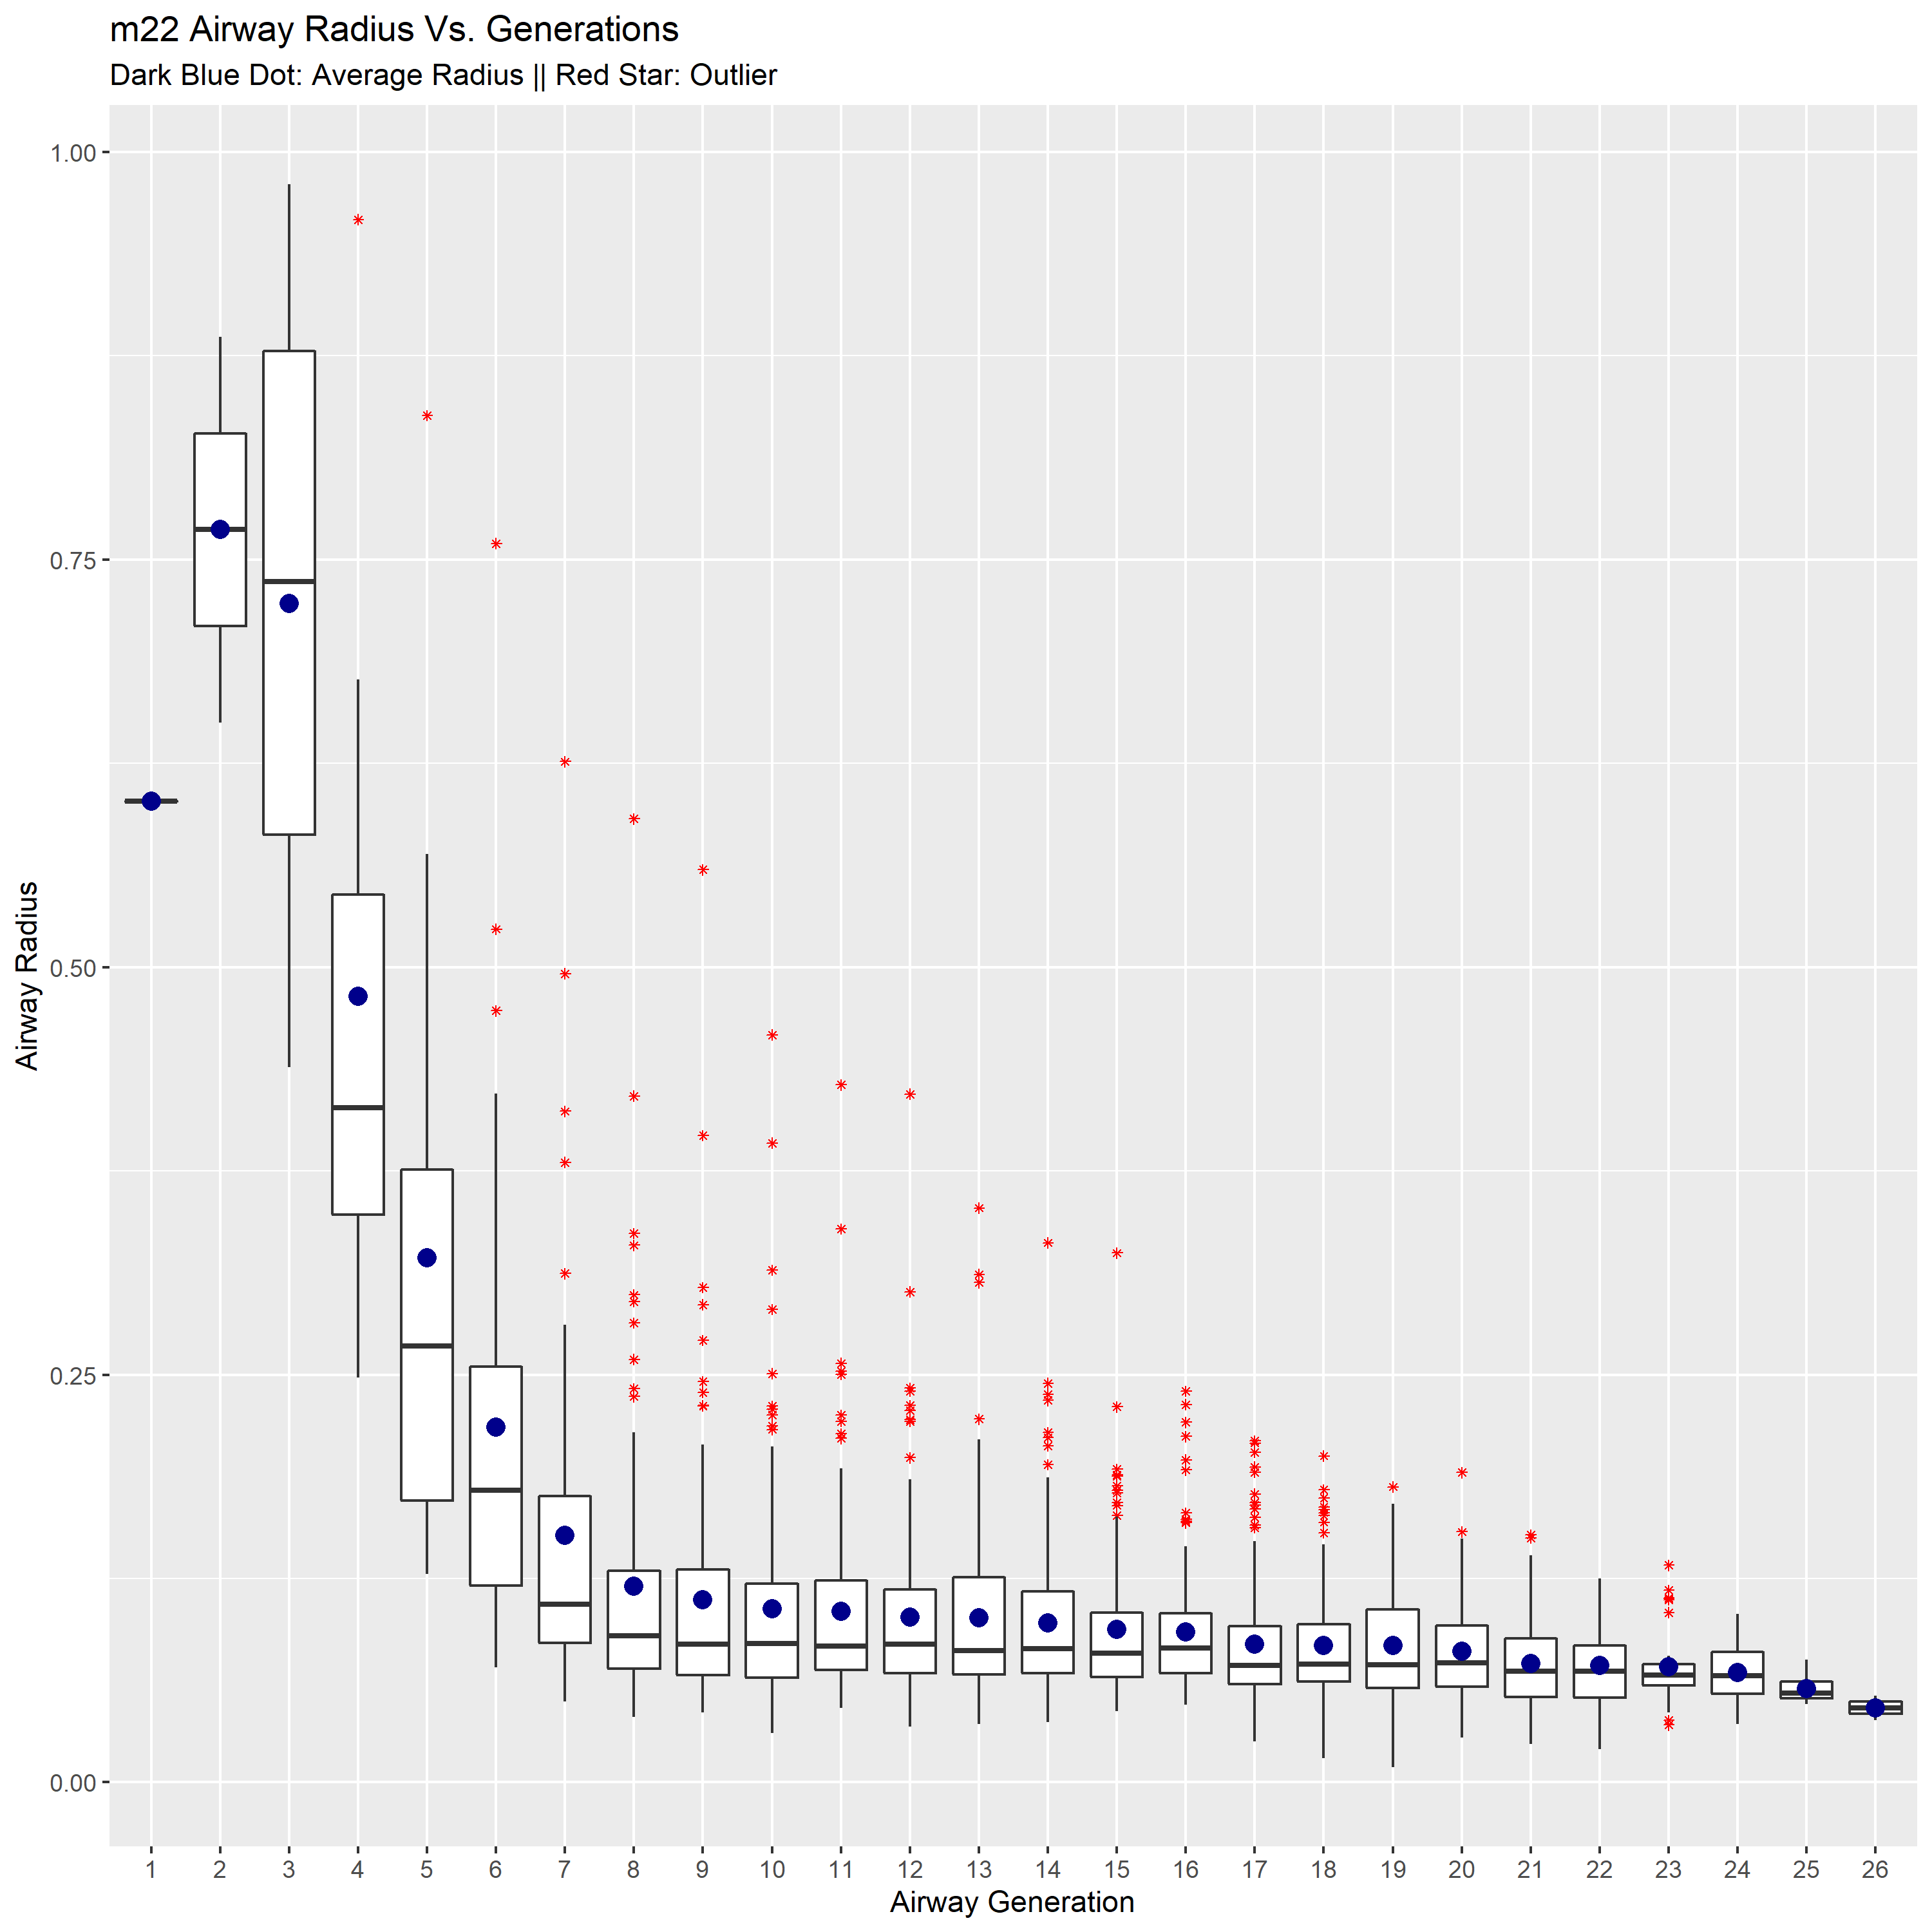 m22 Airway Radius Vs. Generations
Dark Blue Dot: Average Radius || Red Star: Outlier
1.00
0.75
0.50
0.25
0.00
Airway Radius
1 2 3 4 5 6 7 8 9 10 11 12 13 14 15 16 17 18 19 20 21 22 23 24 25 26
Airway Generation